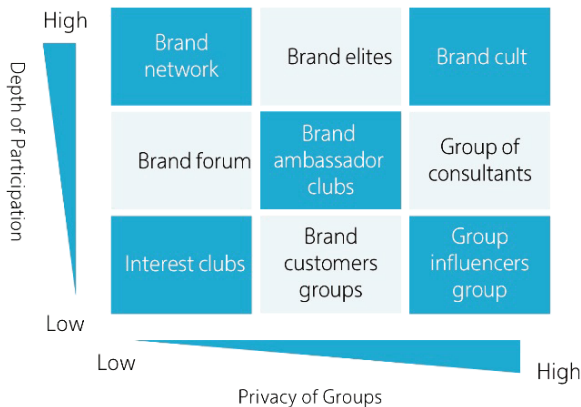 High
Depth of Participation
Brand
network
Brand elites
Brand cult
Brand forum
Brand
ambassador
clubs
Group of
consultants
Interest clubs
Brand
customers
groups
Group
influencers
group
Low
Low
High
Privacy of Groups